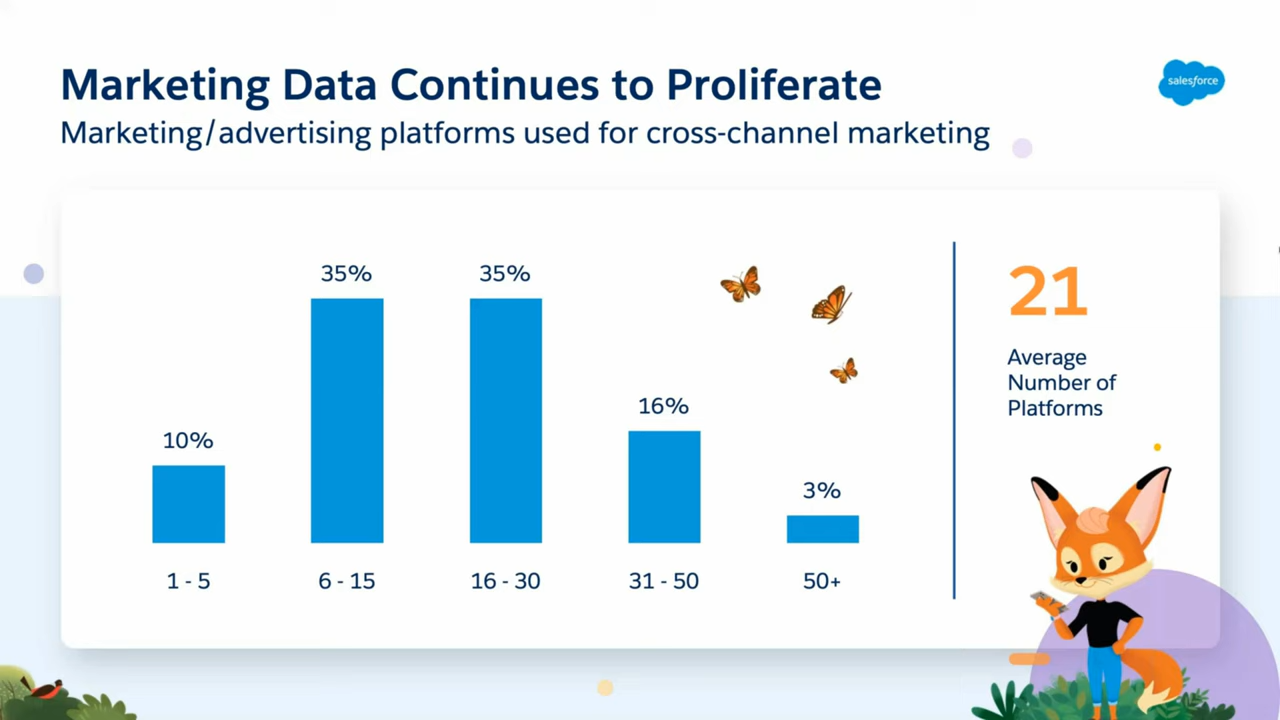 Marketing Data Continues to Proliferate
salesforce
Marketing/advertising platforms used for cross-channel marketing
35%
35%
16%
10%
3%
1 - 5
6 - 15
16 - 30
31 - 50
50+
21
Average
Number of
Platforms